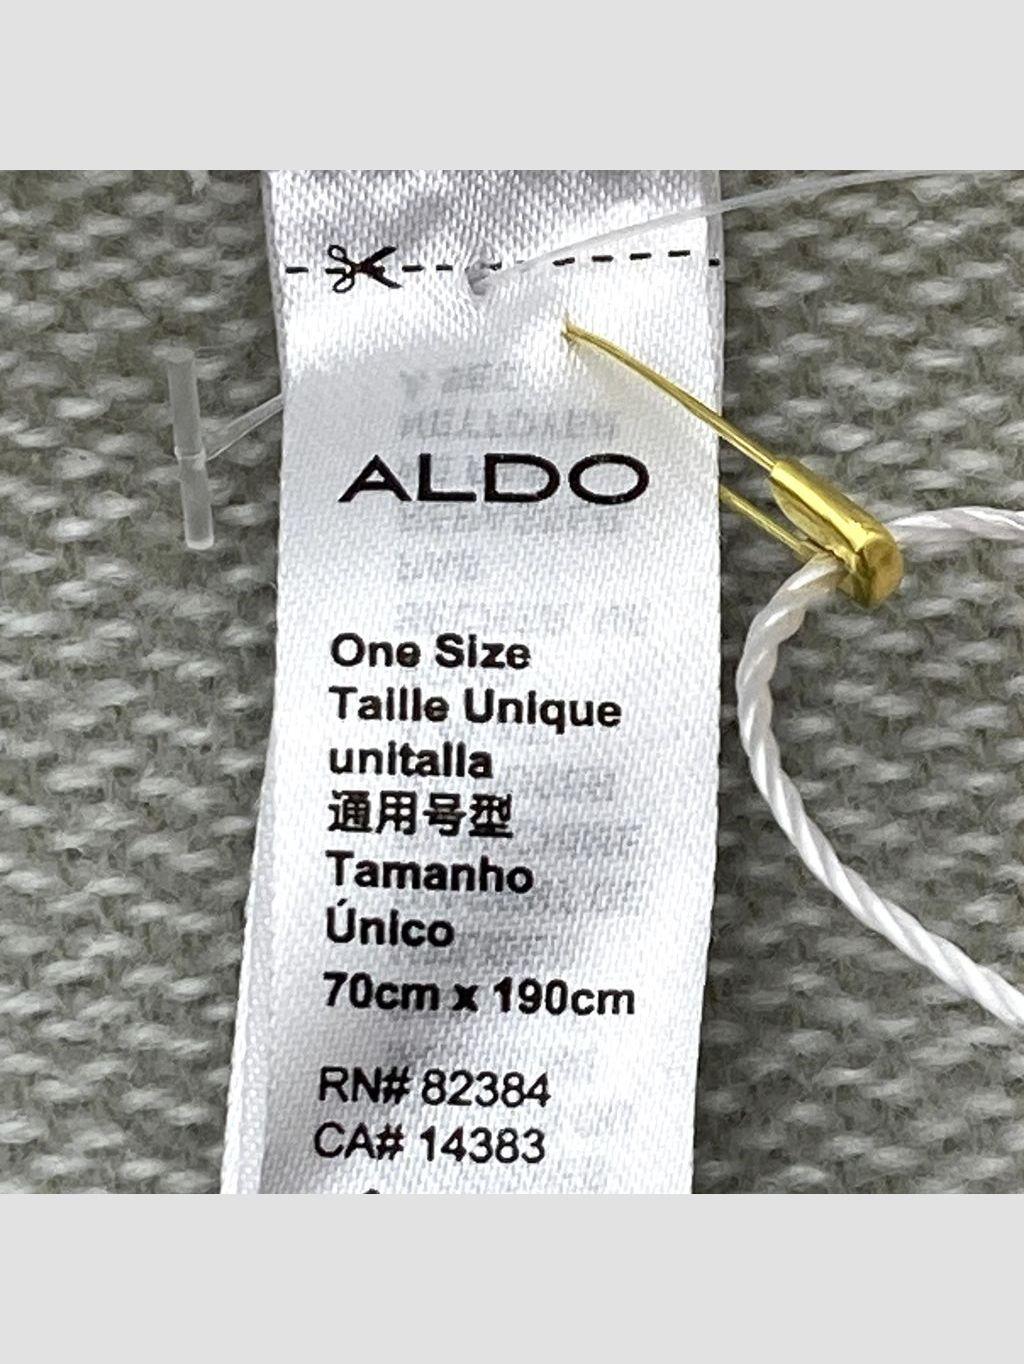 ALDO
One Size
Taille Unique
unitalla
通用号型
Tamanho
Único
70cm x 190cm
RN# 82384
CA# 14383